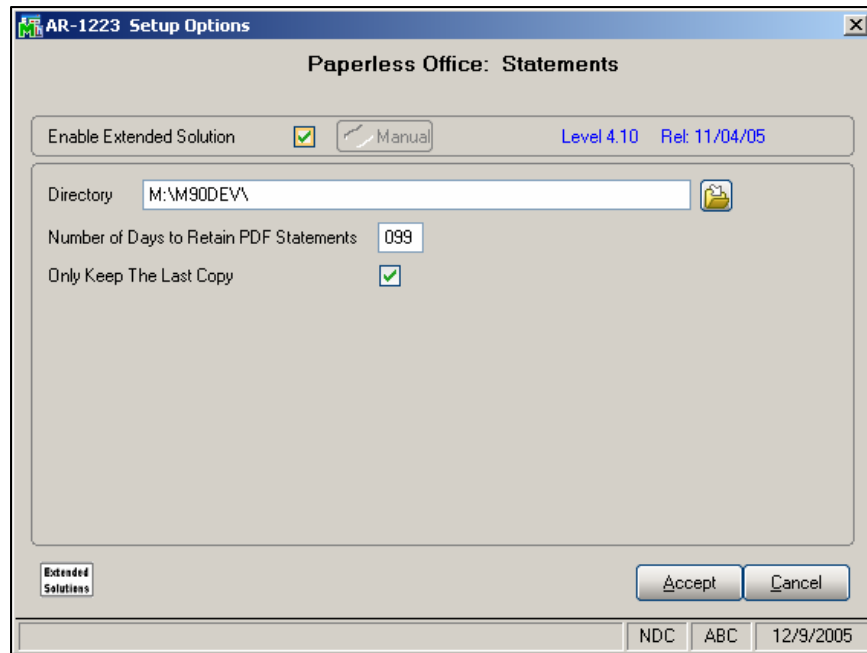 AR-1223 Setup Options
Paperless Office: Statements
Enable Extended Solution Manual Level 4.10 Rel: 11/04/05
Directory M:\M90DEV\
Number of Days to Retain PDF Statements 099
Only Keep The Last Copy
Extended
Solutions
Accept Cancel
NDC ABC 12/9/2005